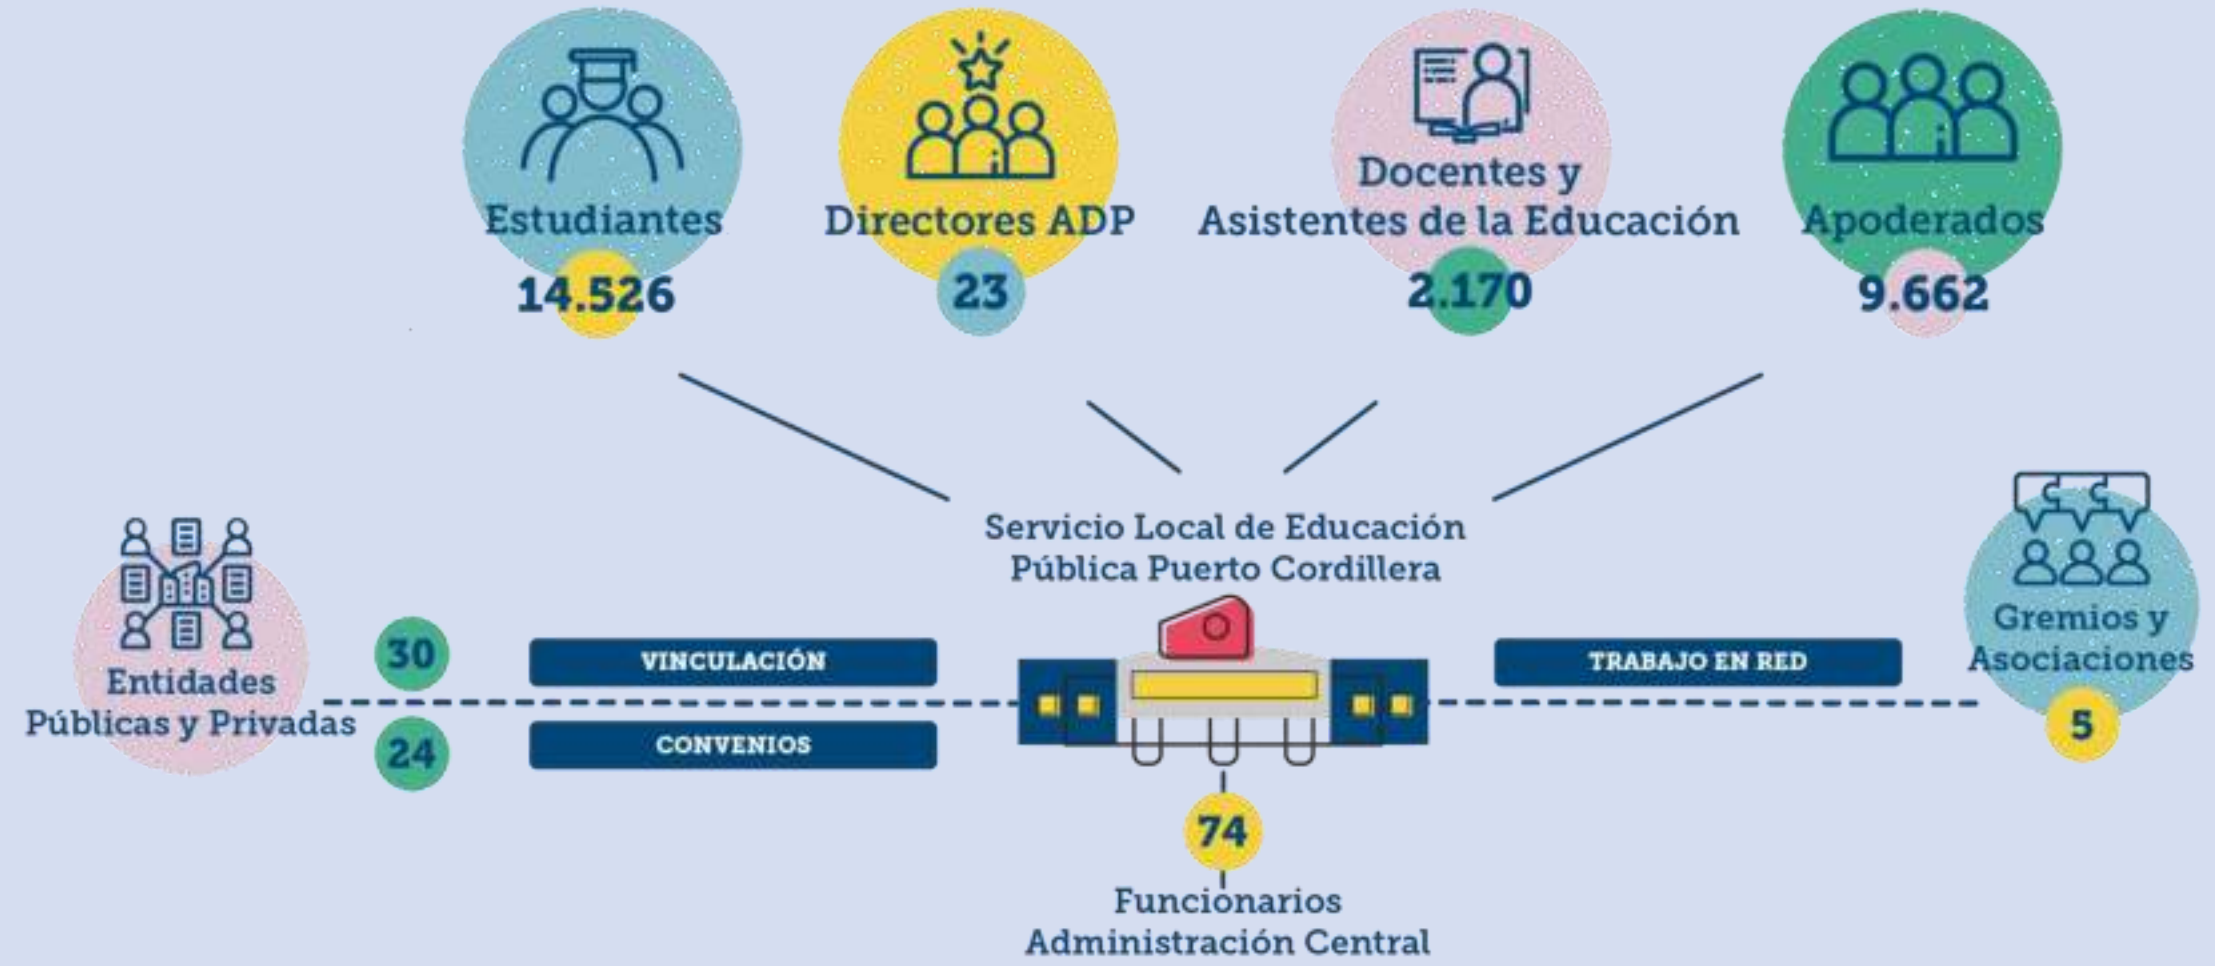 Estudiantes
14.526
Directores ADP
23
Docentes y
Asistentes de la Educación
2.170
Apoderados
9.662
Servicio Local de Educación
Pública Puerto Cordillera
Entidades
Públicas y Privadas
30
24
VINCULACIÓN
CONVENIOS
TRABAJO EN RED
Gremios y
Asociaciones
5
74
Funcionarios
Administración Central